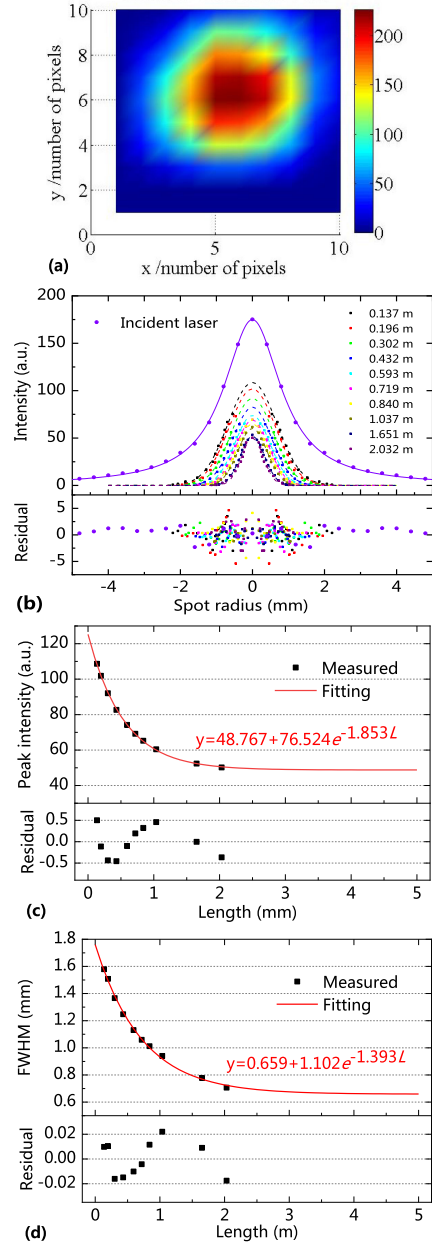 10
8
6
4
2
0
y /number of pixels
0 5 10
x /number of pixels
200
150
100
50
0
(a)
200
150
100
50
0
Intensity (a.u.)
Incident laser
0.137 m
0.196 m
0.302 m
0.432 m
0.593 m
0.719 m
0.840 m
1.037 m
1.651 m
2.032 m
5
0
-5
Residual
-4 -2 0 2 4
Spot radius (mm)
(b)
120
100
80
60
40
Peak intensity (a.u.)
Measured
Fitting
y=48.767+76.524e^-1.853L
0.5
0.0
-0.5
Residual
0 1 2 3 4 5
Length (mm)
(c)
1.8
1.6
1.4
1.2
1.0
0.8
0.6
FWHM (mm)
Measured
Fitting
y=0.659+1.102e^-1.393L
0.02
0.00
-0.02
Residual
0 1 2 3 4 5
Length (m)
(d)